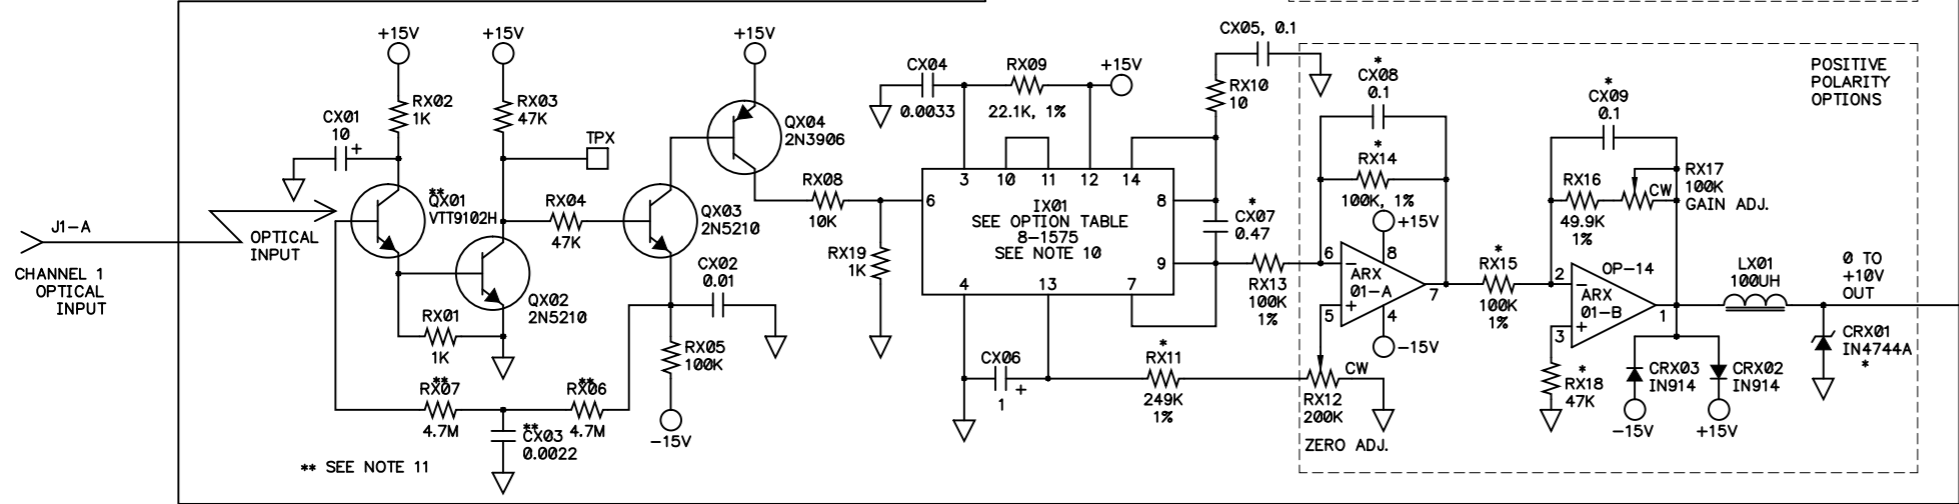 J1-A
CHANNEL 1
OPTICAL
INPUT
OPTICAL
INPUT
+15V
RX02
1K
CX01
10
+
**
QX01
VTT9102H
+15V
RX03
47K
TPX
RX04
47K
QX02
2N5210
RX01
1K
**
RX07
4.7M
**
RX06
4.7M
**
CX03
0.0022
** SEE NOTE 11
QX03
2N5210
CX02
0.01
RX05
100K
-15V
+15V
QX04
2N3906
RX08
10K
RX19
1K
CX04
0.0033
RX09
22.1K, 1%
+15V
3
10
11
12
14
6
8
9
4
13
7
IX01
SEE OPTION TABLE
8-1575
SEE NOTE 10
CX05, 0.1
RX10
10
*
CX07
0.47
CX06
1
+
*
RX11
249K
1%
RX13
100K
1%
RX12
200K
CW
ZERO ADJ.
*
CX08
0.1
*
RX14
100K, 1%
+15V
6
-
8
ARX
01-A
7
5
+
4
-15V
*
RX15
100K
1%
POSITIVE
POLARITY
OPTIONS
*
CX09
0.1
RX16
49.9K
1%
CW
RX17
100K
GAIN ADJ.
OP-14
2
-
ARX
01-B
1
3
+
*
RX18
47K
LX01
100UH
0 TO
+10V
OUT
CRX03
IN914
-15V
CRX02
IN914
+15V
CRX01
IN4744A
*